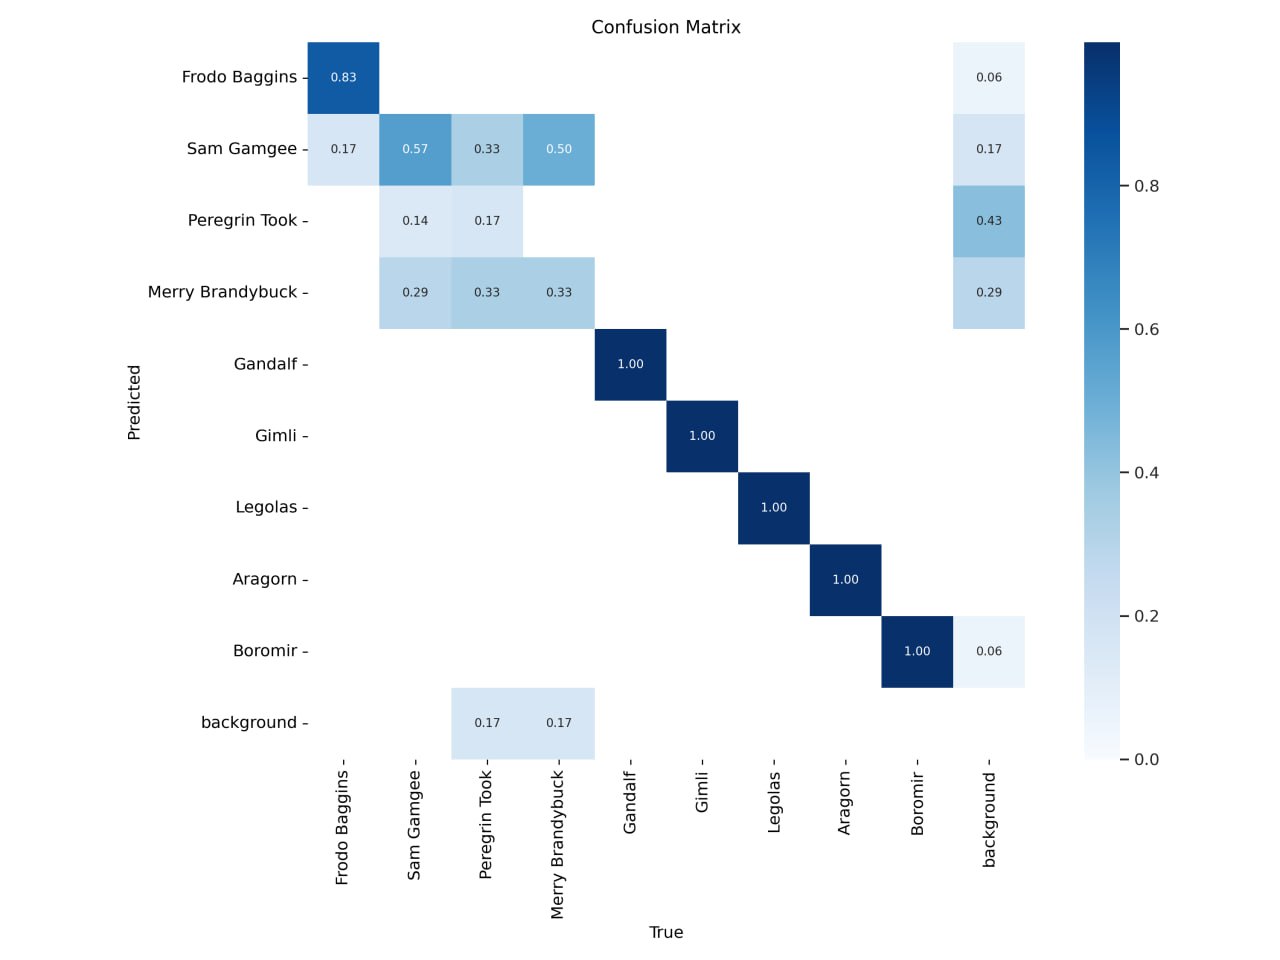 Confusion Matrix
Frodo Baggins
0.83
0.06
Sam Gamgee
0.17
0.57
0.33
0.50
0.17
0.8
Peregrin Took
0.14
0.17
0.43
Merry Brandybuck
0.29
0.33
0.33
0.29
0.6
Gandalf
1.00
Predicted
Gimli
1.00
0.4
Legolas
1.00
Aragorn
1.00
0.2
Boromir
1.00
0.06
background
0.17
0.17
0.0
Frodo Baggins
Sam Gamgee
Peregrin Took
Merry Brandybuck
Gandalf
Gimli
Legolas
Aragorn
Boromir
background
True